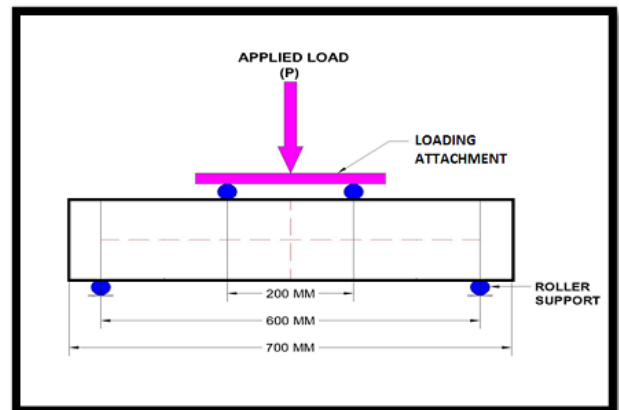 APPLIED LOAD
(P)
LOADING
ATTACHMENT
200 MM
ROLLER
SUPPORT
600 MM
700 MM